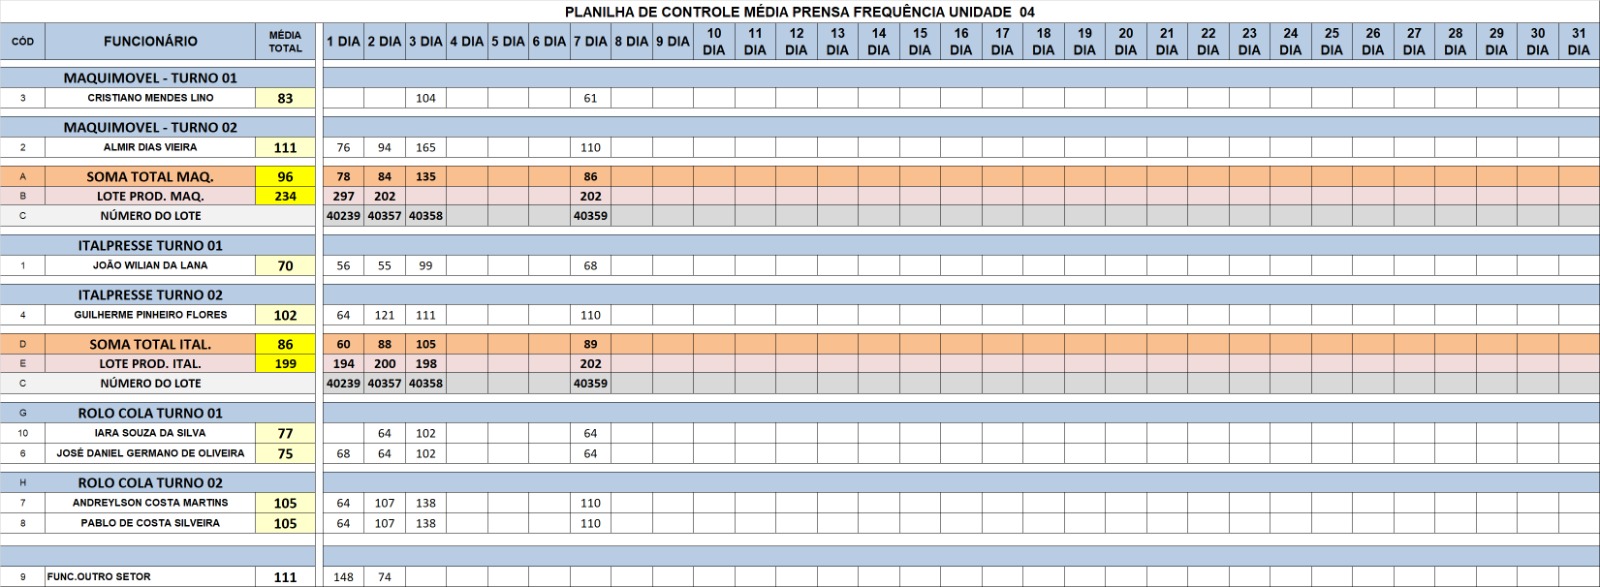 PLANILHA DE CONTROLE MÉDIA PRENSA FREQUÊNCIA UNIDADE 04
CÓD FUNCIONÁRIO MÉDIA TOTAL 1 DIA 2 DIA 3 DIA 4 DIA 5 DIA 6 DIA 7 DIA 8 DIA 9 DIA 10 DIA 11 DIA 12 DIA 13 DIA 14 DIA 15 DIA 16 DIA 17 DIA 18 DIA 19 DIA 20 DIA 21 DIA 22 DIA 23 DIA 24 DIA 25 DIA 26 DIA 27 DIA 28 DIA 29 DIA 30 DIA 31 DIA
MAQUIMOVEL - TURNO 01
3 CRISTIANO MENDES LINO 83 104 61
MAQUIMOVEL - TURNO 02
2 ALMIR DIAS VIEIRA 111 76 94 165 110
A SOMA TOTAL MAQ. 96 78 84 135 86
B LOTE PROD. MAQ. 234 297 202 202
C NÚMERO DO LOTE 40239 40357 40358 40359
ITALPRESSE TURNO 01
1 JOÃO WILIAN DA LANA 70 56 55 99 68
ITALPRESSE TURNO 02
4 GUILHERME PINHEIRO FLORES 102 64 121 111 110
D SOMA TOTAL ITAL. 86 60 88 105 89
E LOTE PROD. ITAL. 199 194 200 198 202
C NÚMERO DO LOTE 40239 40357 40358 40359
G ROLO COLA TURNO 01
10 IARA SOUZA DA SILVA 77 64 102 64
6 JOSÉ DANIEL GERMANO DE OLIVEIRA 75 68 64 102 64
H ROLO COLA TURNO 02
7 ANDREYLSON COSTA MARTINS 105 64 107 138 110
8 PABLO DE COSTA SILVEIRA 105 64 107 138 110
9 FUNC.OUTRO SETOR 111 148 74